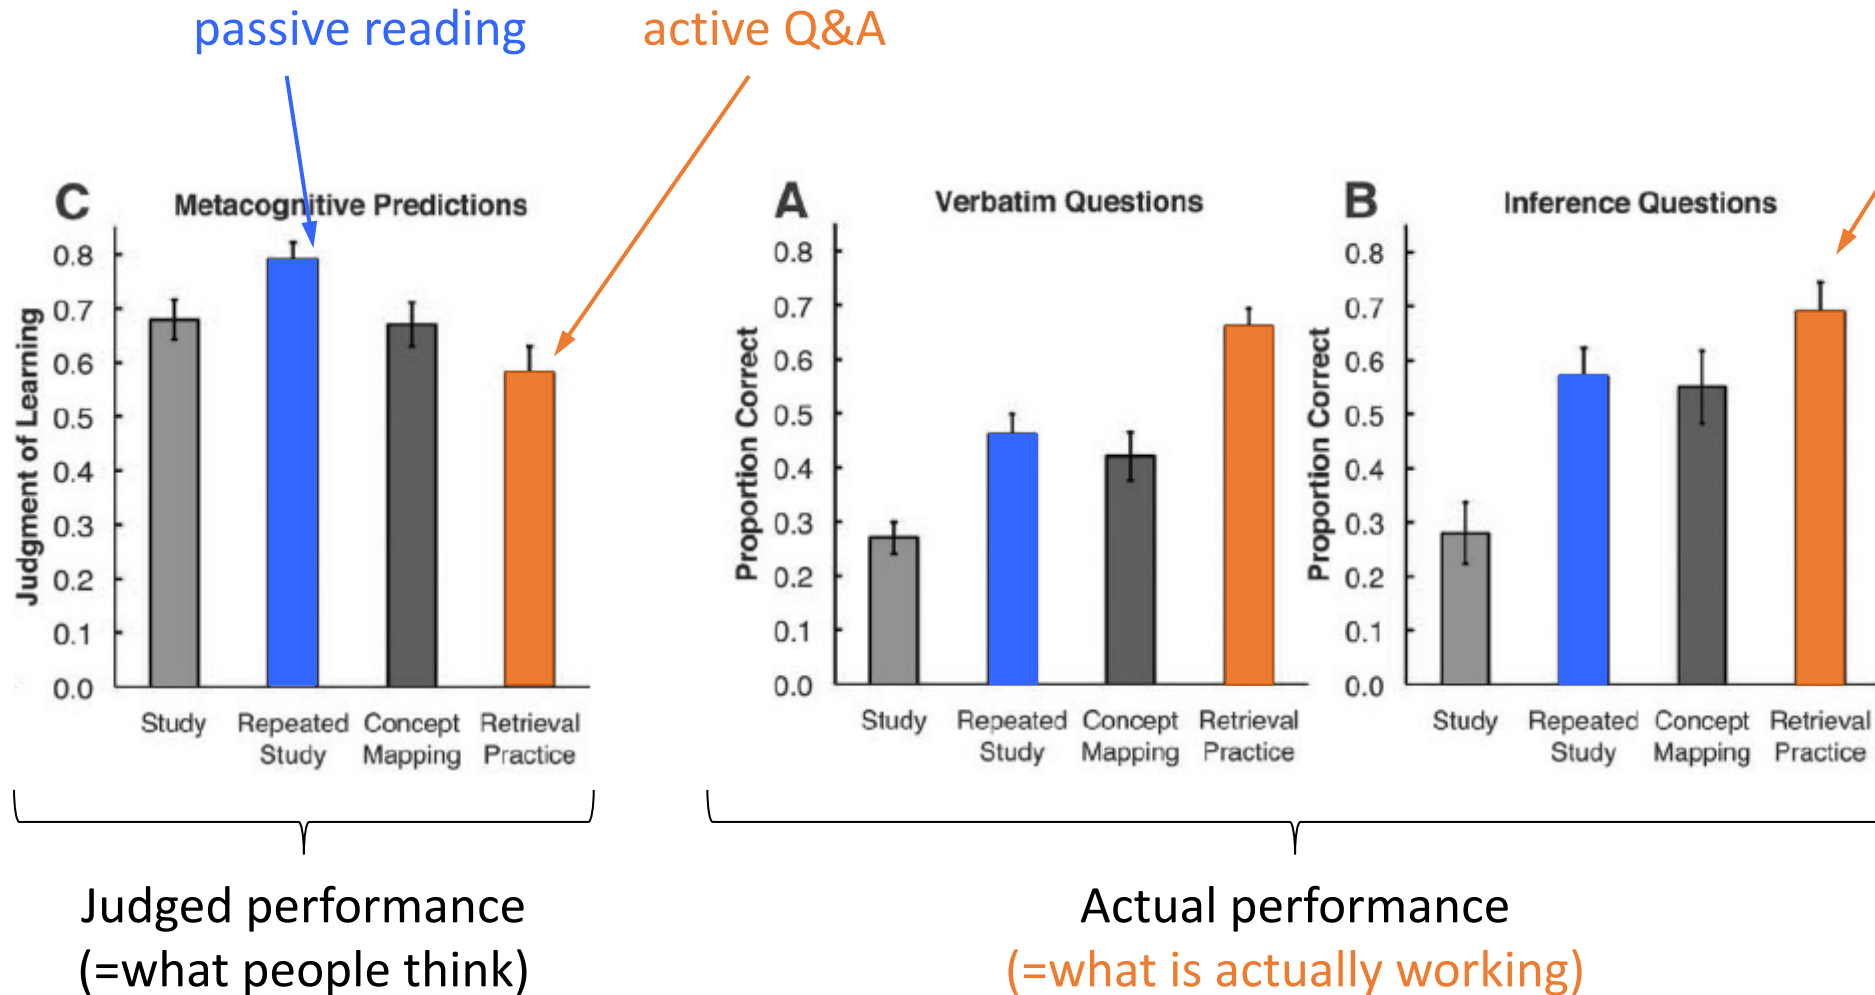 passive reading
active Q&A
C
Metacognitive Predictions
Judgment of Learning
0.8
0.7
0.6
0.5
0.4
0.3
0.2
0.1
0.0
Study
Repeated Study
Concept Mapping
Retrieval Practice
A
Verbatim Questions
Proportion Correct
0.8
0.7
0.6
0.5
0.4
0.3
0.2
0.1
0.0
Study
Repeated Study
Concept Mapping
Retrieval Practice
B
Inference Questions
Proportion Correct
0.8
0.7
0.6
0.5
0.4
0.3
0.2
0.1
0.0
Study
Repeated Study
Concept Mapping
Retrieval Practice
Judged performance
(=what people think)
Actual performance
(=what is actually working)